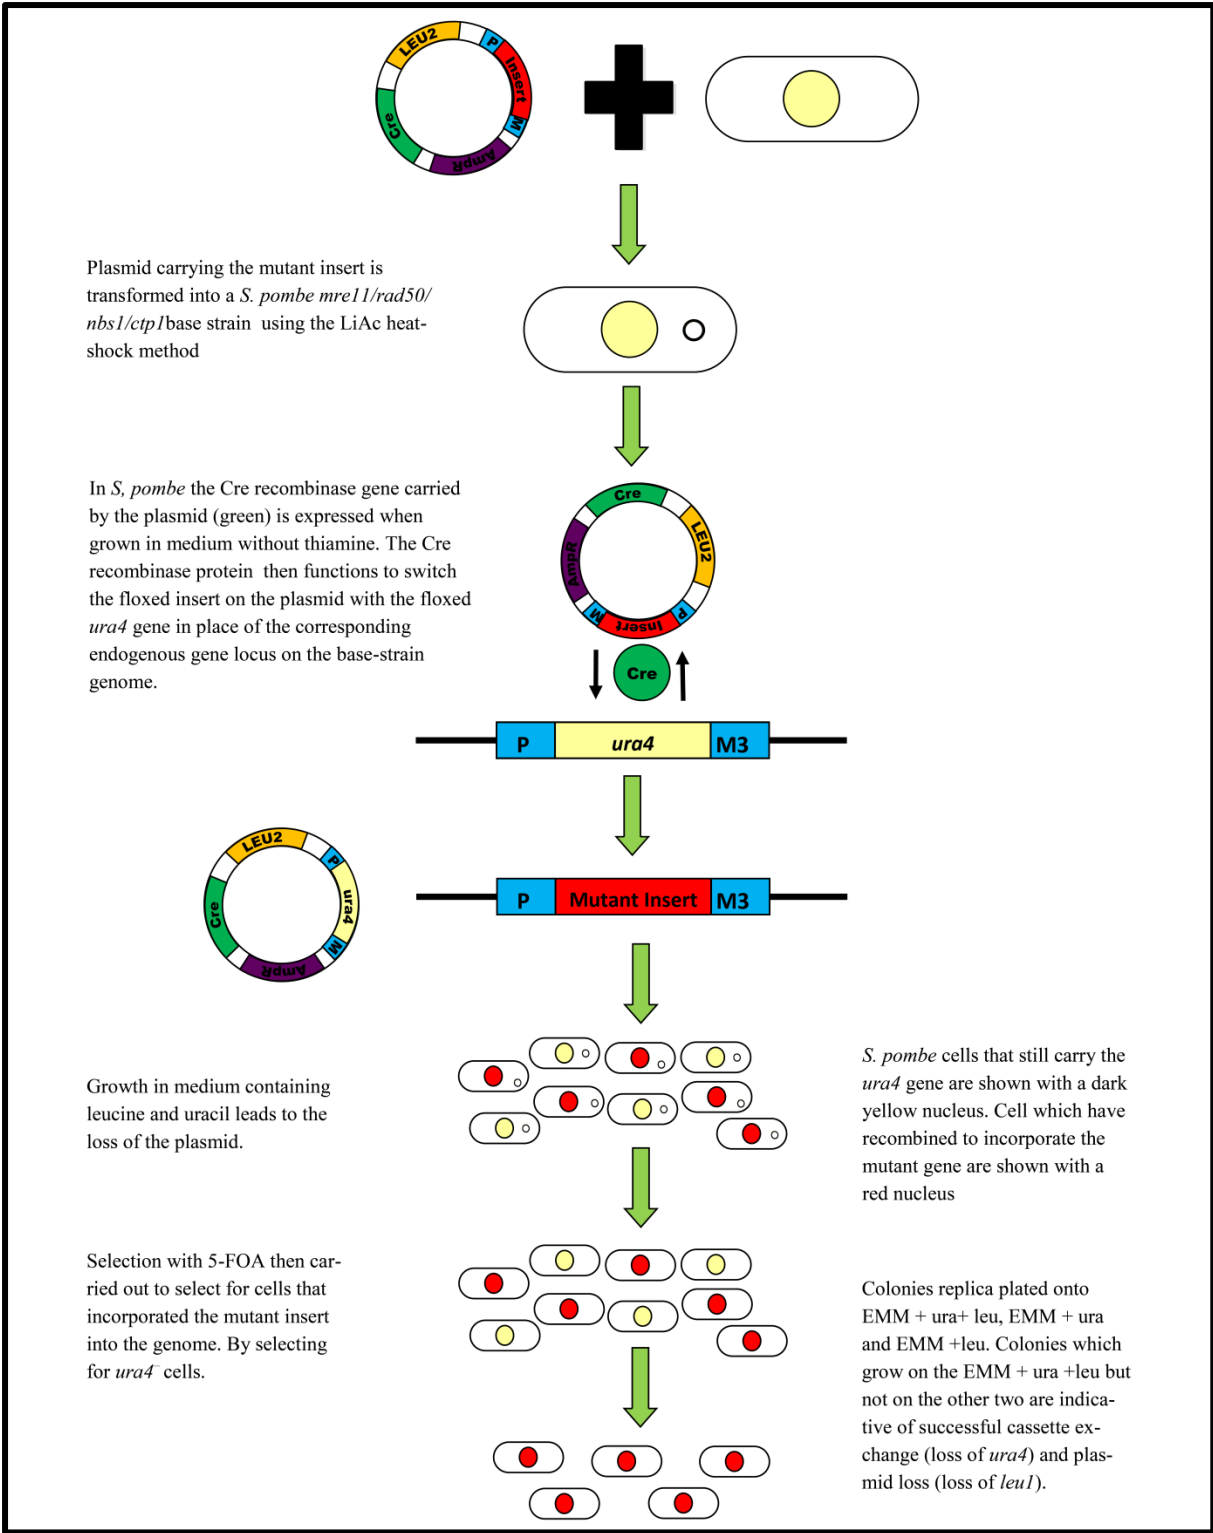 LEU2
P
Insert
M
AmpR
Cre
Plasmid carrying the mutant insert is
transformed into a S. pombe mre11/rad50/
nbs1/ctp1base strain  using the LiAc heat-
shock method
In S, pombe the Cre recombinase gene carried
by the plasmid (green) is expressed when
grown in medium without thiamine. The Cre
recombinase protein  then functions to switch
the floxed insert on the plasmid with the floxed
ura4 gene in place of the corresponding
endogenous gene locus on the base-strain
genome.
Cre
LEU2
P
Insert
M
AmpR
Cre
P
ura4
M3
LEU2
P
ura4
M
AmpR
Cre
P
Mutant Insert
M3
Growth in medium containing
leucine and uracil leads to the
loss of the plasmid.
S. pombe cells that still carry the
ura4 gene are shown with a dark
yellow nucleus. Cell which have
recombined to incorporate the
mutant gene are shown with a
red nucleus
Selection with 5-FOA then car-
ried out to select for cells that
incorporated the mutant insert
into the genome. By selecting
for ura4⁻ cells.
Colonies replica plated onto
EMM + ura+ leu, EMM + ura
and EMM +leu. Colonies which
grow on the EMM + ura +leu but
not on the other two are indica-
tive of successful cassette ex-
change (loss of ura4) and plas-
mid loss (loss of leu1).